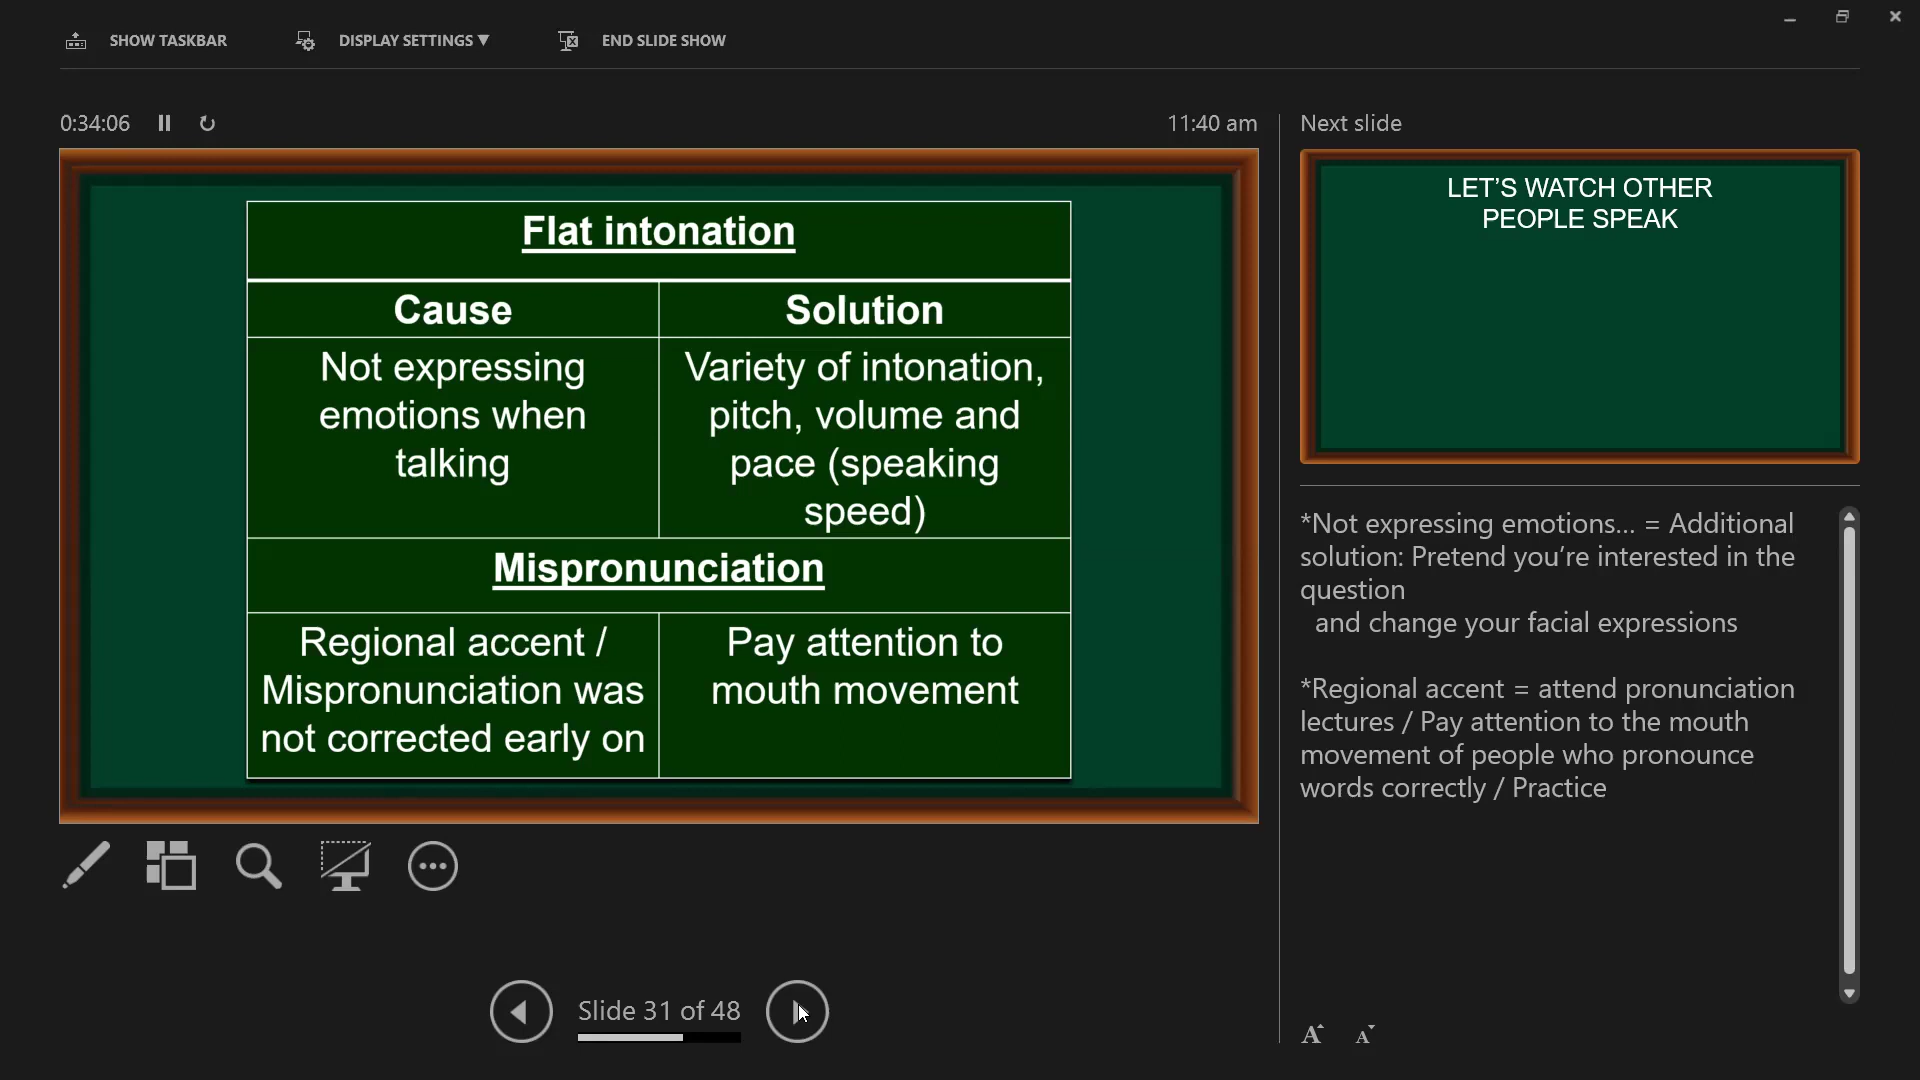 SHOW TASKBAR
DISPLAY SETTINGS ▼
END SLIDE SHOW
0:34:06
11:40 am
Next slide
Flat intonation
Cause
Solution
Not expressing
emotions when
talking
Variety of intonation,
pitch, volume and
pace (speaking
speed)
Mispronunciation
Regional accent /
Mispronunciation was
not corrected early on
Pay attention to
mouth movement
LET’S WATCH OTHER
PEOPLE SPEAK
*Not expressing emotions... = Additional
solution: Pretend you’re interested in the
question
and change your facial expressions
*Regional accent = attend pronunciation
lectures / Pay attention to the mouth
movement of people who pronounce
words correctly / Practice
Slide 31 of 48
A A